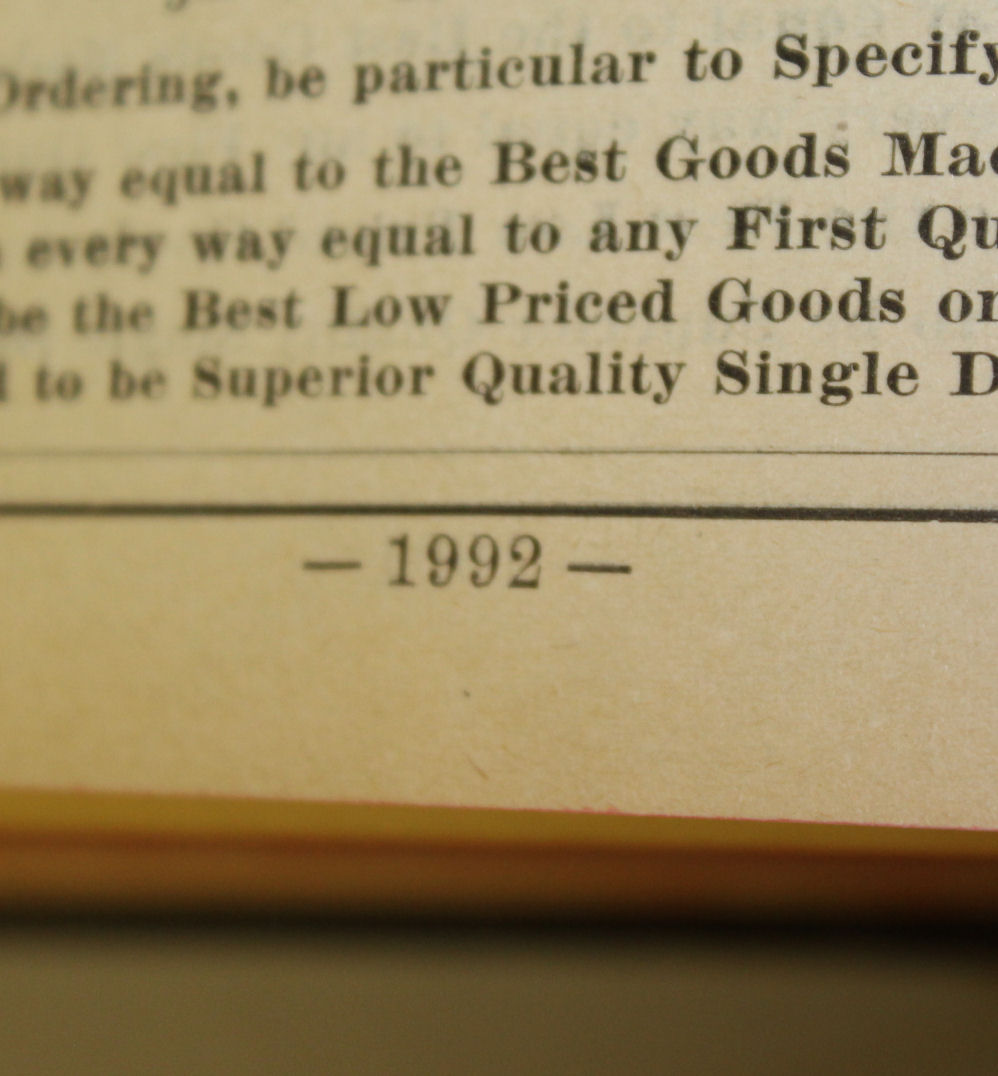 Ordering, be particular to Specify
way equal to the Best Goods Mad
every way equal to any First Qu
be the Best Low Priced Goods or
to be Superior Quality Single D
— 1992 —